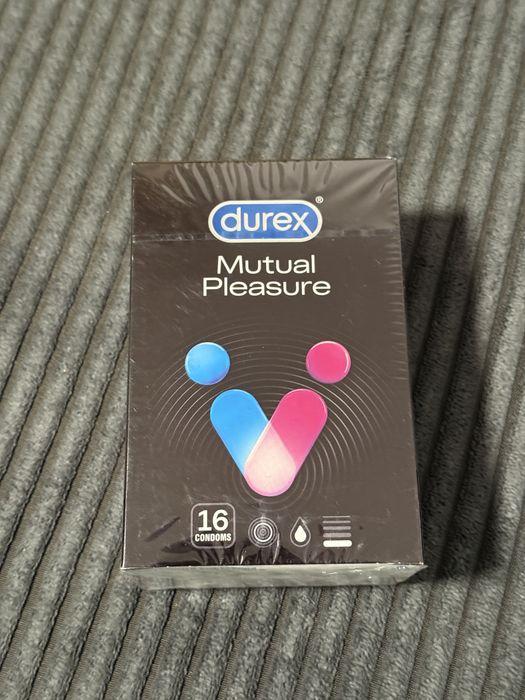 durex®
Mutual
Pleasure
16
CONDOMS